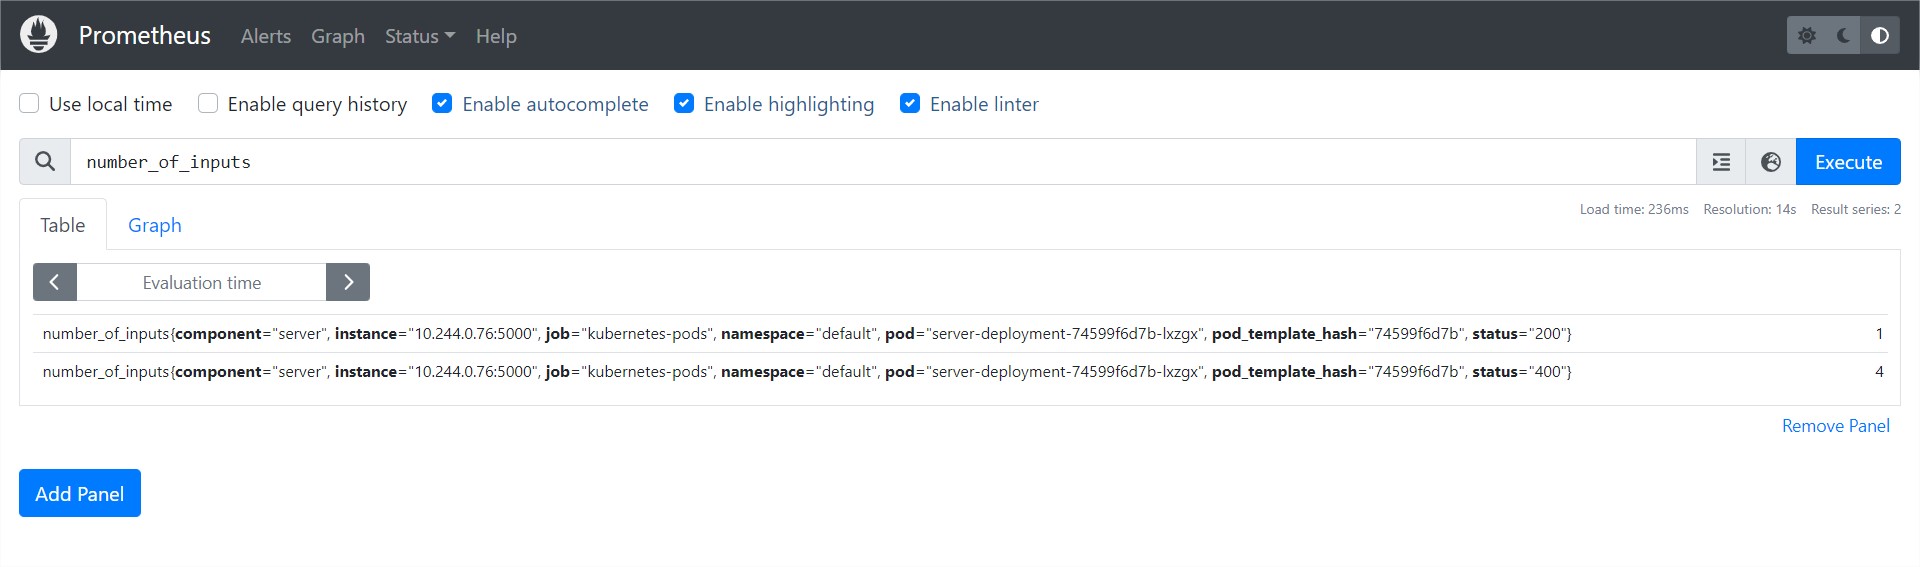 Prometheus Alerts Graph Status Help
Use local time Enable query history Enable autocomplete Enable highlighting Enable linter
number_of_inputs Execute
Table Graph Load time: 236ms Resolution: 14s Result series: 2
Evaluation time
number_of_inputs{component="server", instance="10.244.0.76:5000", job="kubernetes-pods", namespace="default", pod="server-deployment-74599f6d7b-lxzgx", pod_template_hash="74599f6d7b", status="200"} 1
number_of_inputs{component="server", instance="10.244.0.76:5000", job="kubernetes-pods", namespace="default", pod="server-deployment-74599f6d7b-lxzgx", pod_template_hash="74599f6d7b", status="400"} 4
Remove Panel
Add Panel